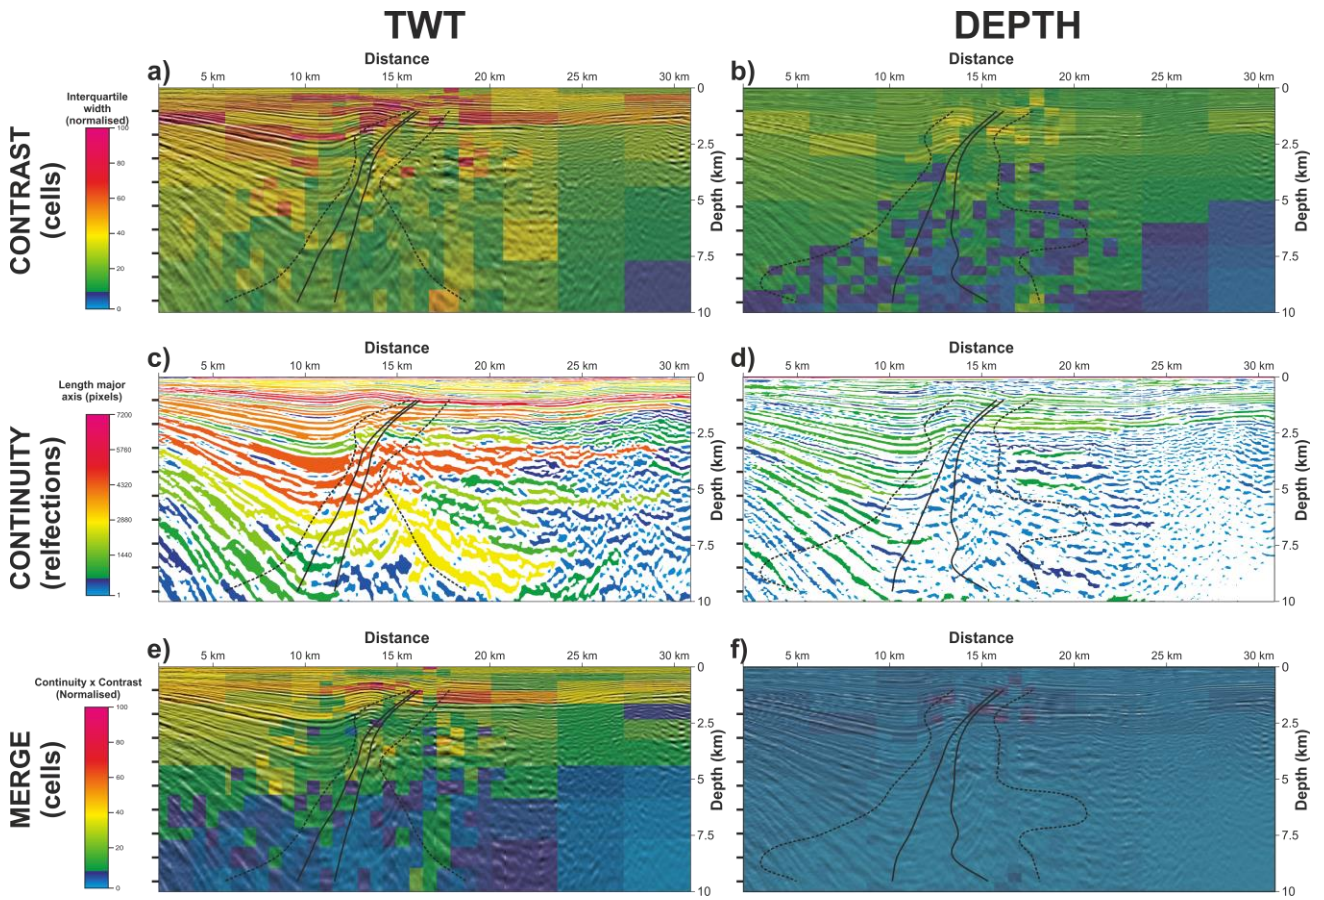 TWT
DEPTH
CONTRAST
(cells)
a)
Distance
5 km 10 km 15 km 20 km 25 km 30 km
Interquartile
width
(normalised)
100
80
60
40
20
0
0
2.5
5
7.5
10
Depth (km)
b)
Distance
5 km 10 km 15 km 20 km 25 km 30 km
0
2.5
5
7.5
10
Depth (km)
CONTINUITY
(relfections)
c)
Distance
5 km 10 km 15 km 20 km 25 km 30 km
Length major
axis (pixels)
7200
5760
4320
2880
1440
1
0
2.5
5
7.5
10
Depth (km)
d)
Distance
5 km 10 km 15 km 20 km 25 km 30 km
0
2.5
5
7.5
10
Depth (km)
MERGE
(cells)
e)
Distance
5 km 10 km 15 km 20 km 25 km 30 km
Continuity x Contrast
(Normalised)
100
80
60
40
20
0
0
2.5
5
7.5
10
Depth (km)
f)
Distance
5 km 10 km 15 km 20 km 25 km 30 km
0
2.5
5
7.5
10
Depth (km)